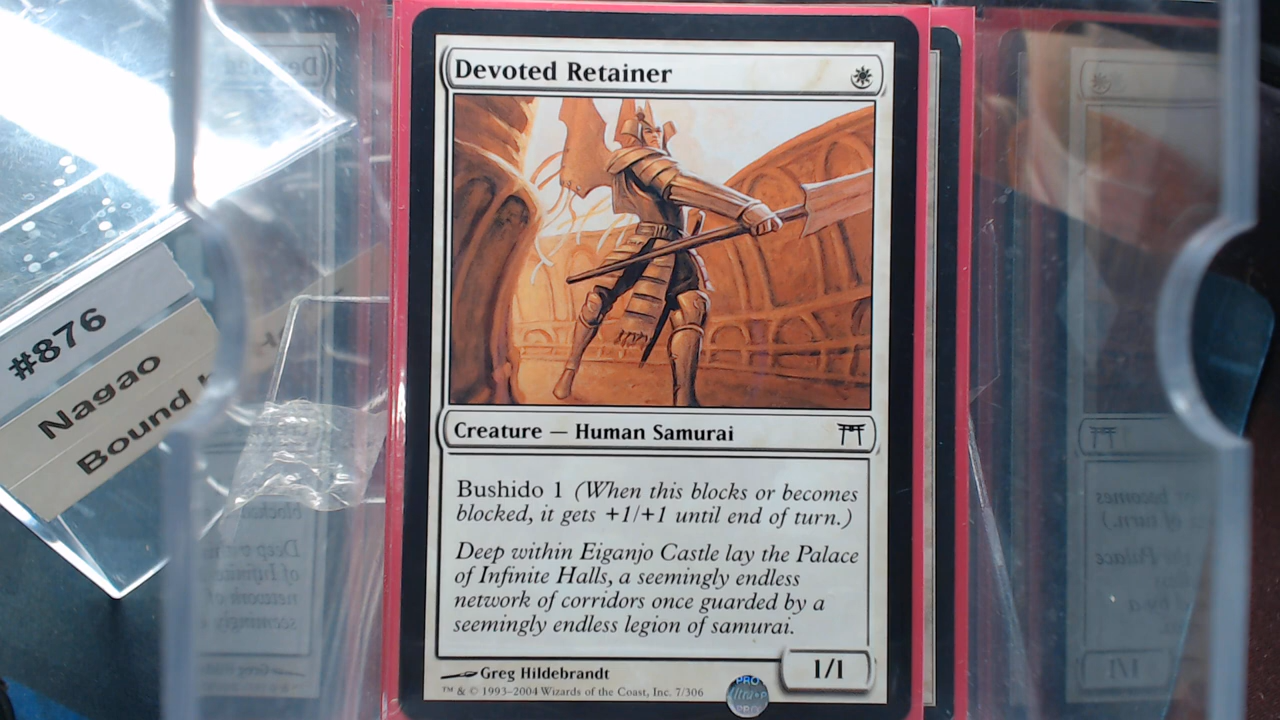 Devoted Retainer
Creature — Human Samurai
Bushido 1 (When this blocks or becomes
blocked, it gets +1/+1 until end of turn.)
Deep within Eiganjo Castle lay the Palace
of Infinite Halls, a seemingly endless
network of corridors once guarded by a
seemingly endless legion of samurai.
1/1
Greg Hildebrandt
™ & © 1993–2004 Wizards of the Coast, Inc. 7/306
PRO
#876
Nagao
Bound